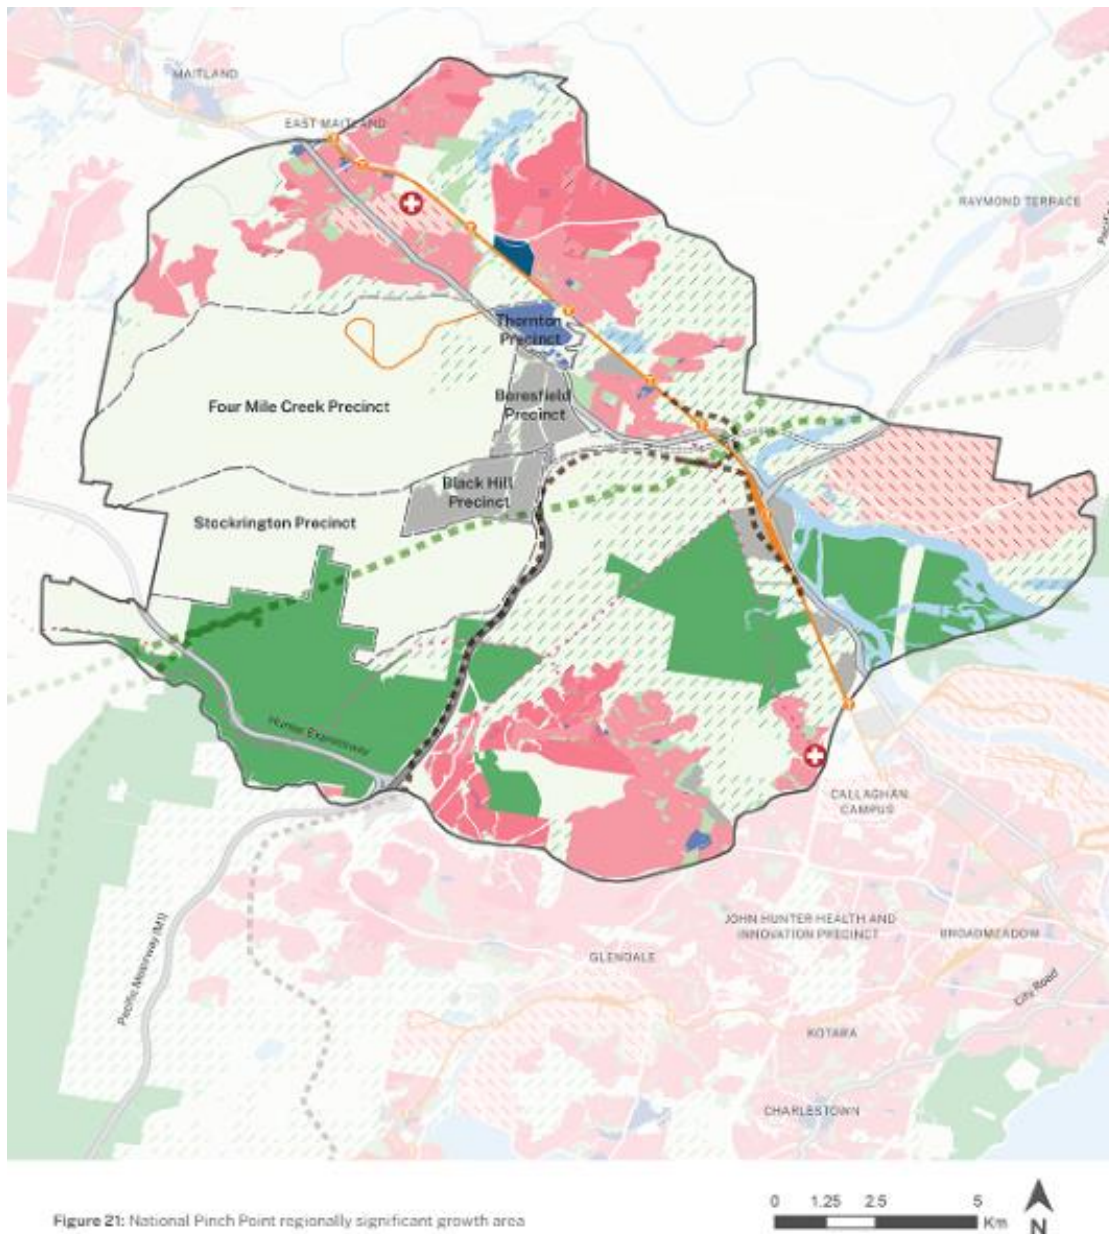 MAITLAND
EAST MAITLAND
RAYMOND TERRACE
Thornton
Precinct
Four Mile Creek Precinct
Beresfield
Precinct
Black Hill
Precinct
Stockrington Precinct
Hunter Expressway
CALLAGHAN
CAMPUS
Pacific Motorway (M1)
JOHN HUNTER HEALTH AND
INNOVATION PRECINCT
BROADMEADOW
GLENDALE
City Road
KOTARA
CHARLESTOWN
Figure 21: National Pinch Point regionally significant growth area
0 1.25 2.5 5
Km
N